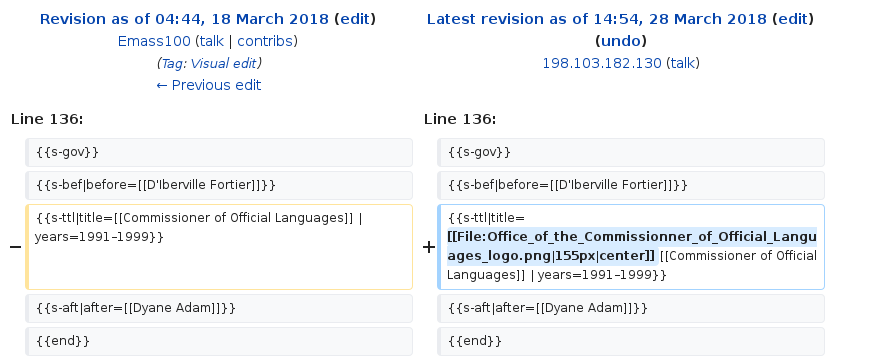 Revision as of 04:44, 18 March 2018 (edit)
Emass100 (talk | contribs)
(Tag: Visual edit)
← Previous edit
Latest revision as of 14:54, 28 March 2018 (edit)
(undo)
198.103.182.130 (talk)
Line 136:
Line 136:
{{s-gov}}
{{s-gov}}
{{s-bef|before=[[D'Iberville Fortier]]}}
{{s-bef|before=[[D'Iberville Fortier]]}}
−
{{s-ttl|title=[[Commissioner of Official Languages]] |
years=1991–1999}}
+
{{s-ttl|title=
[[File:Office_of_the_Commissionner_of_Official_Langu
ages_logo.png|155px|center]] [[Commissioner of Official
Languages]] | years=1991–1999}}
{{s-aft|after=[[Dyane Adam]]}}
{{s-aft|after=[[Dyane Adam]]}}
{{end}}
{{end}}